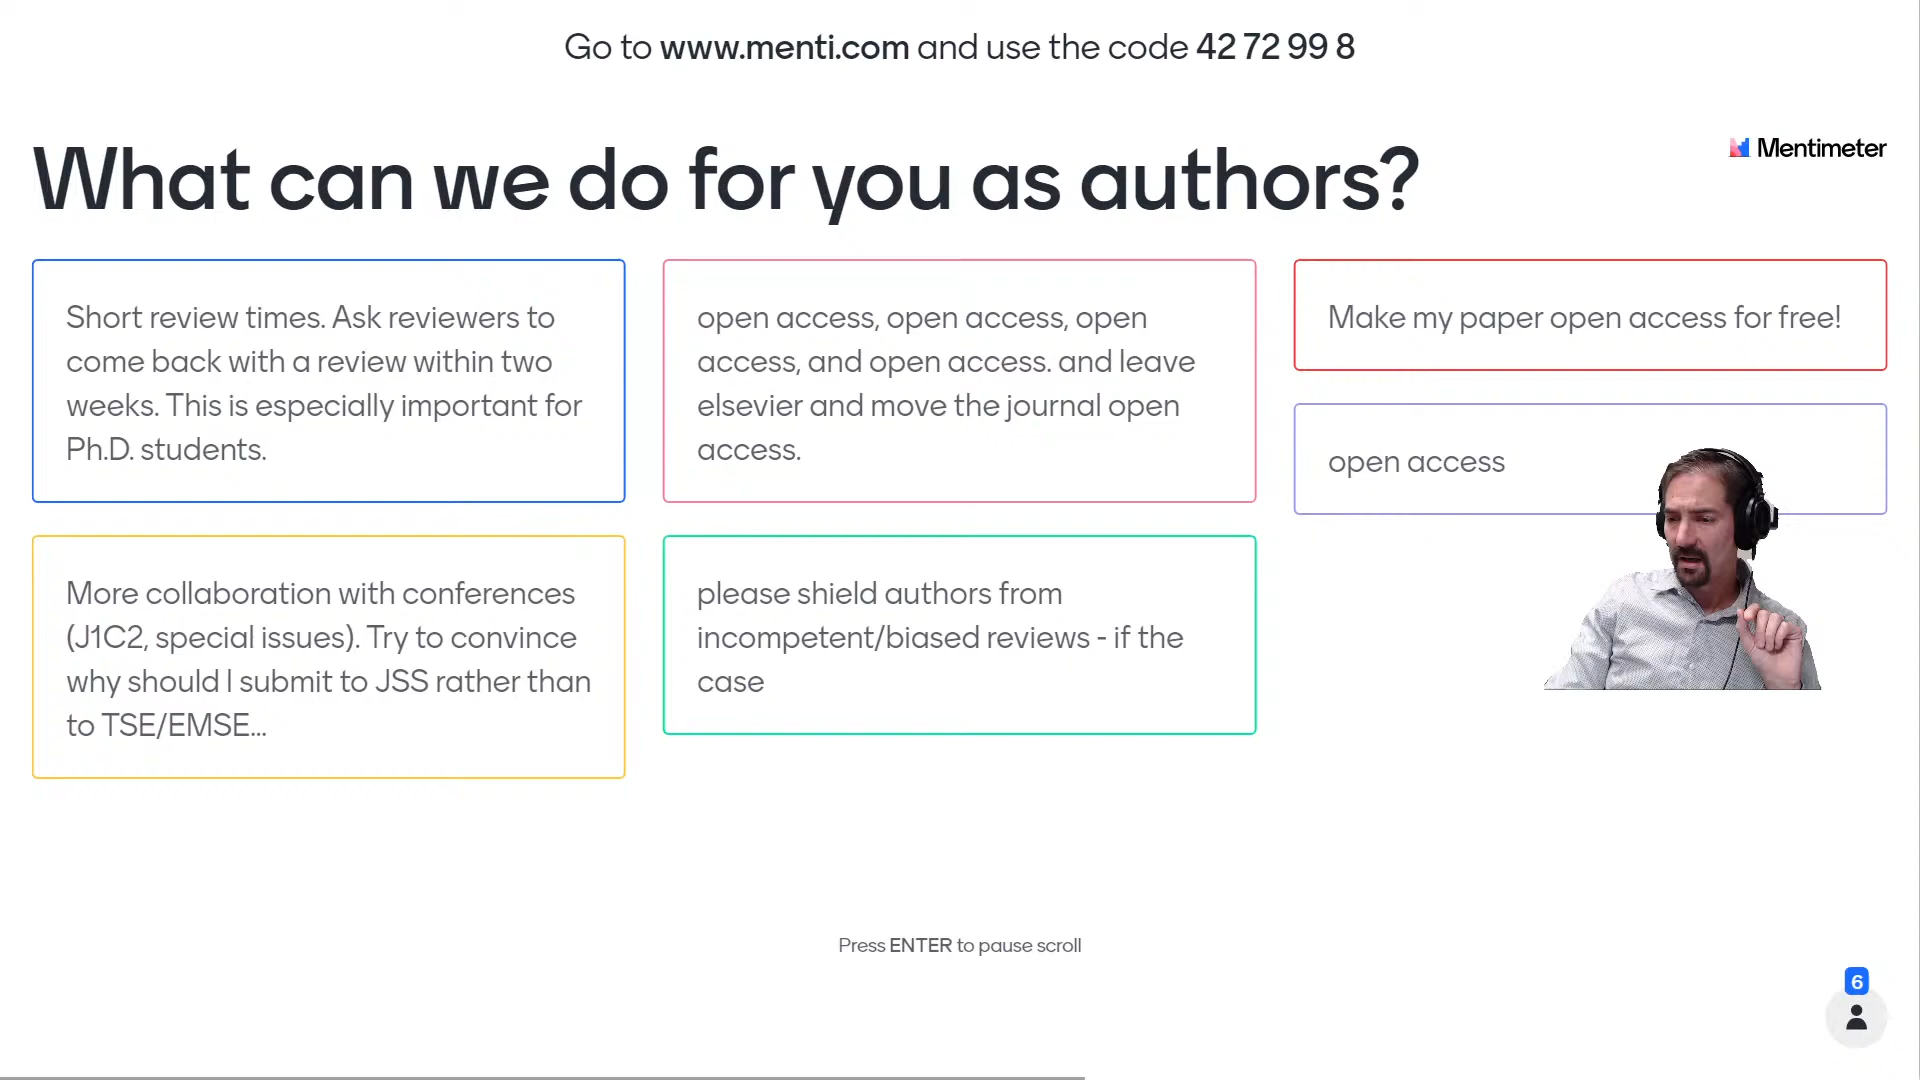 Go to www.menti.com and use the code 42 72 99 8
Mentimeter
What can we do for you as authors?
Short review times. Ask reviewers to
come back with a review within two
weeks. This is especially important for
Ph.D. students.
More collaboration with conferences
(J1C2, special issues). Try to convince
why should I submit to JSS rather than
to TSE/EMSE...
open access, open access, open
access, and open access. and leave
elsevier and move the journal open
access.
please shield authors from
incompetent/biased reviews - if the
case
Make my paper open access for free!
open access
Press ENTER to pause scroll
6